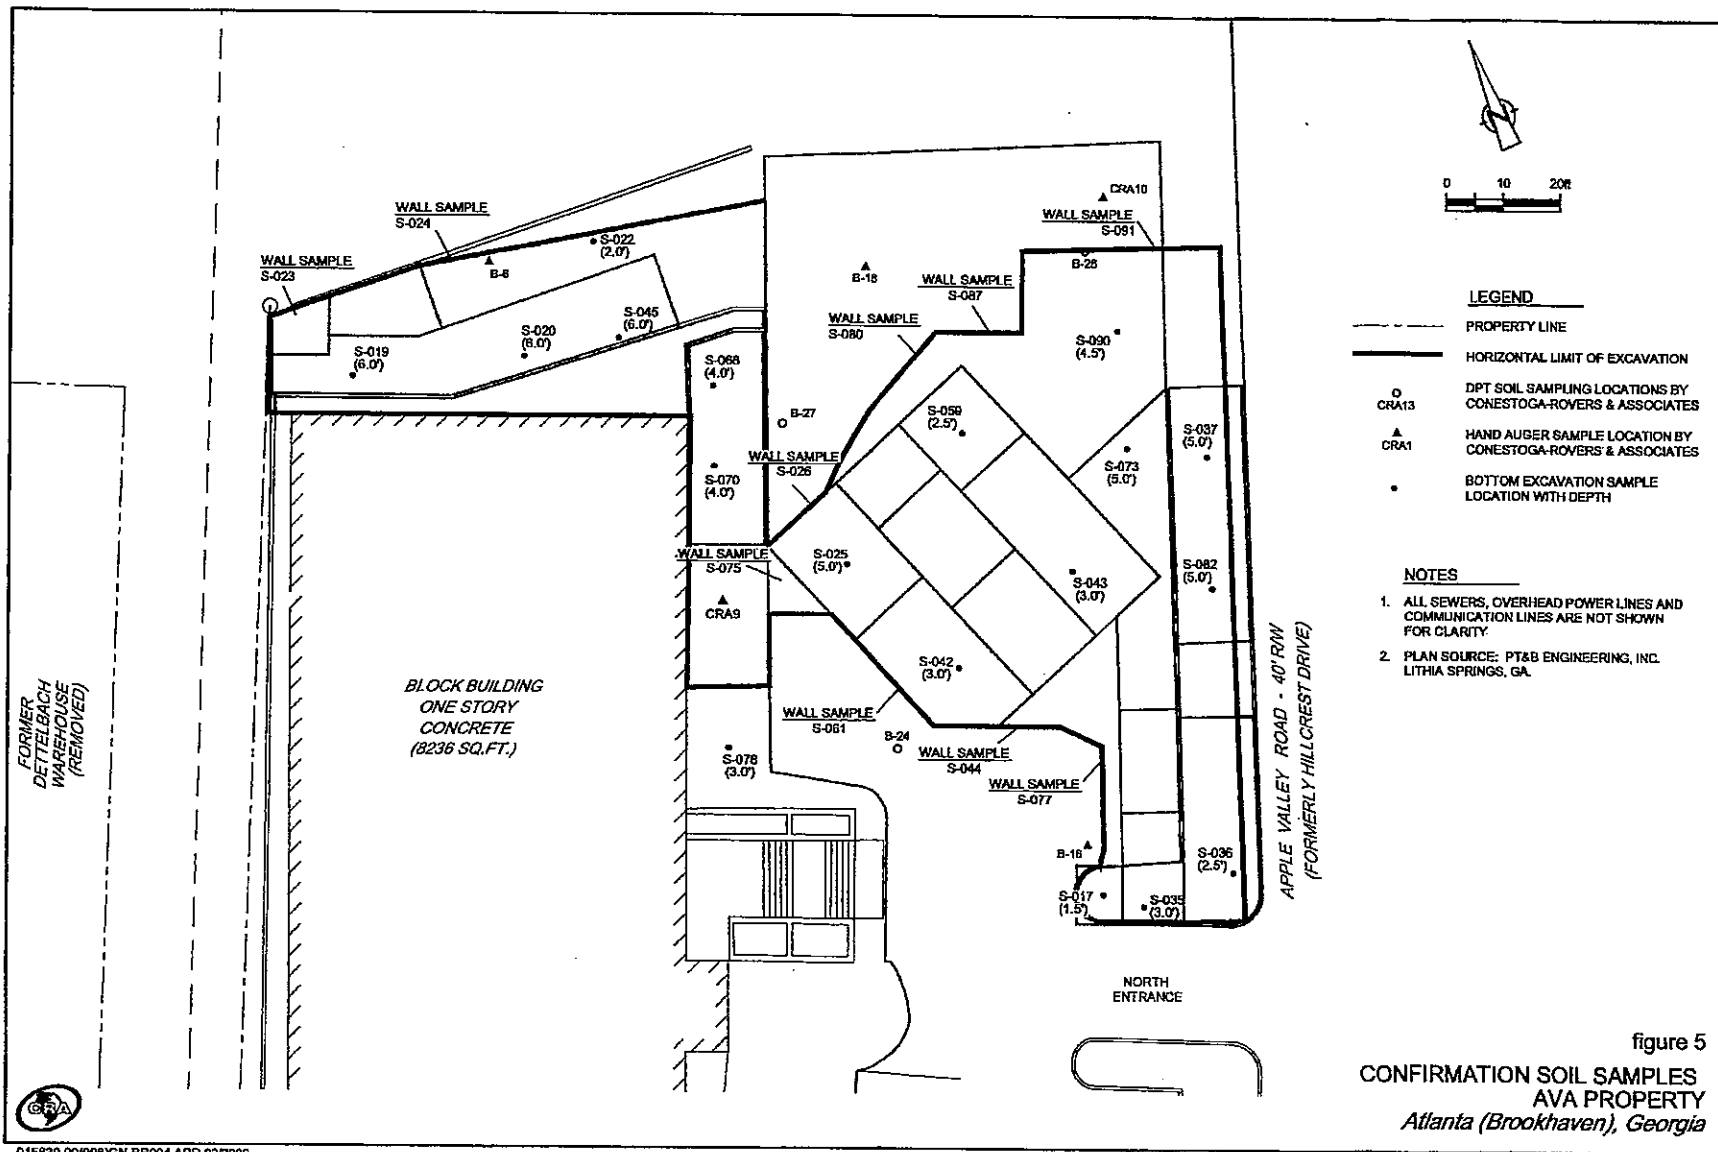 CRA10
WALL SAMPLE
S-091
B-28
WALL SAMPLE
S-024
S-022
(2.0')
B-6
WALL SAMPLE
S-023
B-18
WALL SAMPLE
S-087
WALL SAMPLE
S-080
S-045
(6.0')
S-020
(6.0')
S-019
(6.0')
S-068
(4.0')
S-090
(4.5')
B-27
S-059
(2.5')
S-037
(5.0')
S-073
(5.0')
WALL SAMPLE
S-026
S-070
(4.0')
WALL SAMPLE
S-075
S-025
(5.0')
S-043
(3.0')
S-082
(5.0')
CRA9
S-042
(3.0')
WALL SAMPLE
S-061
B-24
WALL SAMPLE
S-044
WALL SAMPLE
S-077
S-078
(3.0')
B-16
S-036
(2.5')
S-017
(1.5')
S-035
(3.0')
BLOCK BUILDING
ONE STORY
CONCRETE
(8236 SQ.FT.)
FORMER
DETTELBACH
WAREHOUSE
(REMOVED)
APPLE VALLEY ROAD - 40' R/W
(FORMERLY HILLCREST DRIVE)
NORTH
ENTRANCE
N
0 10 20ft
LEGEND
PROPERTY LINE
HORIZONTAL LIMIT OF EXCAVATION
CRA13
DPT SOIL SAMPLING LOCATIONS BY
CONESTOGA-ROVERS & ASSOCIATES
CRA1
HAND AUGER SAMPLE LOCATION BY
CONESTOGA-ROVERS & ASSOCIATES
BOTTOM EXCAVATION SAMPLE
LOCATION WITH DEPTH
NOTES
1. ALL SEWERS, OVERHEAD POWER LINES AND
COMMUNICATION LINES ARE NOT SHOWN
FOR CLARITY.
2. PLAN SOURCE: PT&B ENGINEERING, INC.
LITHIA SPRINGS, GA.
figure 5
CONFIRMATION SOIL SAMPLES
AVA PROPERTY
Atlanta (Brookhaven), Georgia
CRA